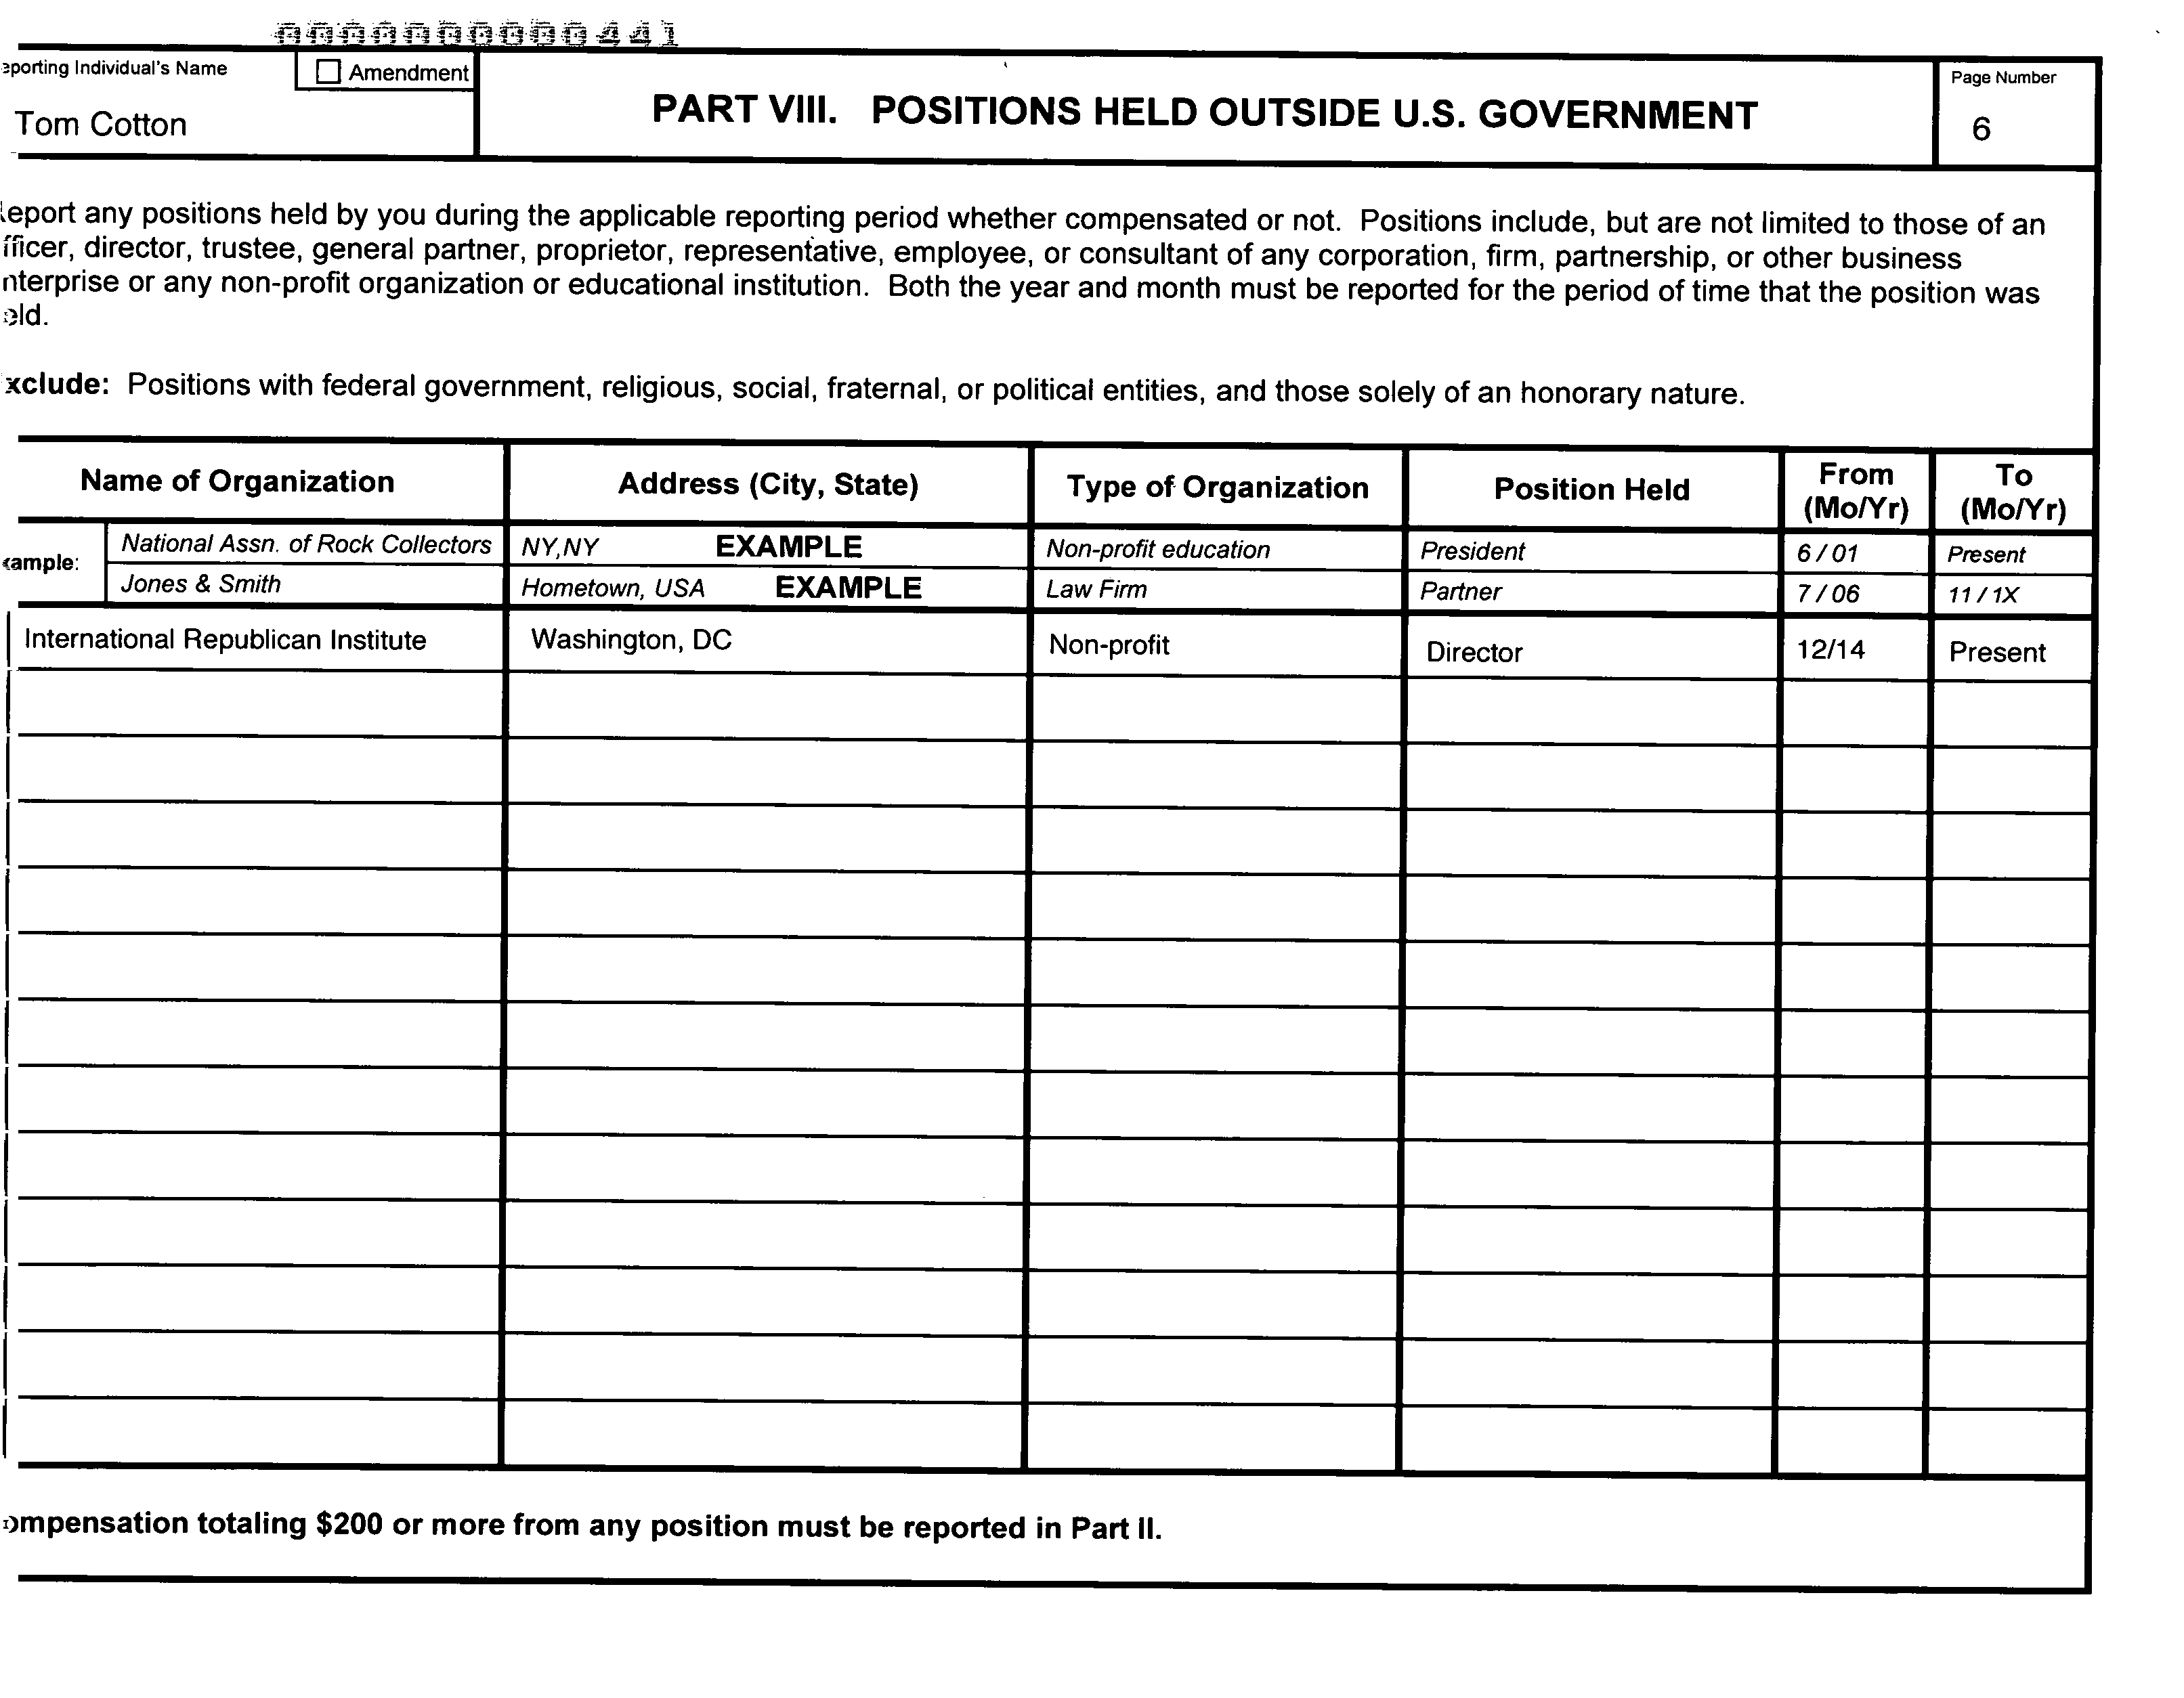 000000000441
eporting Individual's Name
Amendment
Tom Cotton
PART VIII. POSITIONS HELD OUTSIDE U.S. GOVERNMENT
Page Number
6
eport any positions held by you during the applicable reporting period whether compensated or not. Positions include, but are not limited to those of an
fficer, director, trustee, general partner, proprietor, representative, employee, or consultant of any corporation, firm, partnership, or other business
nterprise or any non-profit organization or educational institution. Both the year and month must be reported for the period of time that the position was
eld.
xclude: Positions with federal government, religious, social, fraternal, or political entities, and those solely of an honorary nature.
Name of Organization Address (City, State) Type of Organization Position Held From (Mo/Yr) To (Mo/Yr)
xample:
National Assn. of Rock Collectors NY,NY EXAMPLE Non-profit education President 6 / 01 Present
Jones & Smith Hometown, USA EXAMPLE Law Firm Partner 7 / 06 11 / 1X
International Republican Institute Washington, DC Non-profit Director 12/14 Present
ompensation totaling $200 or more from any position must be reported in Part II.